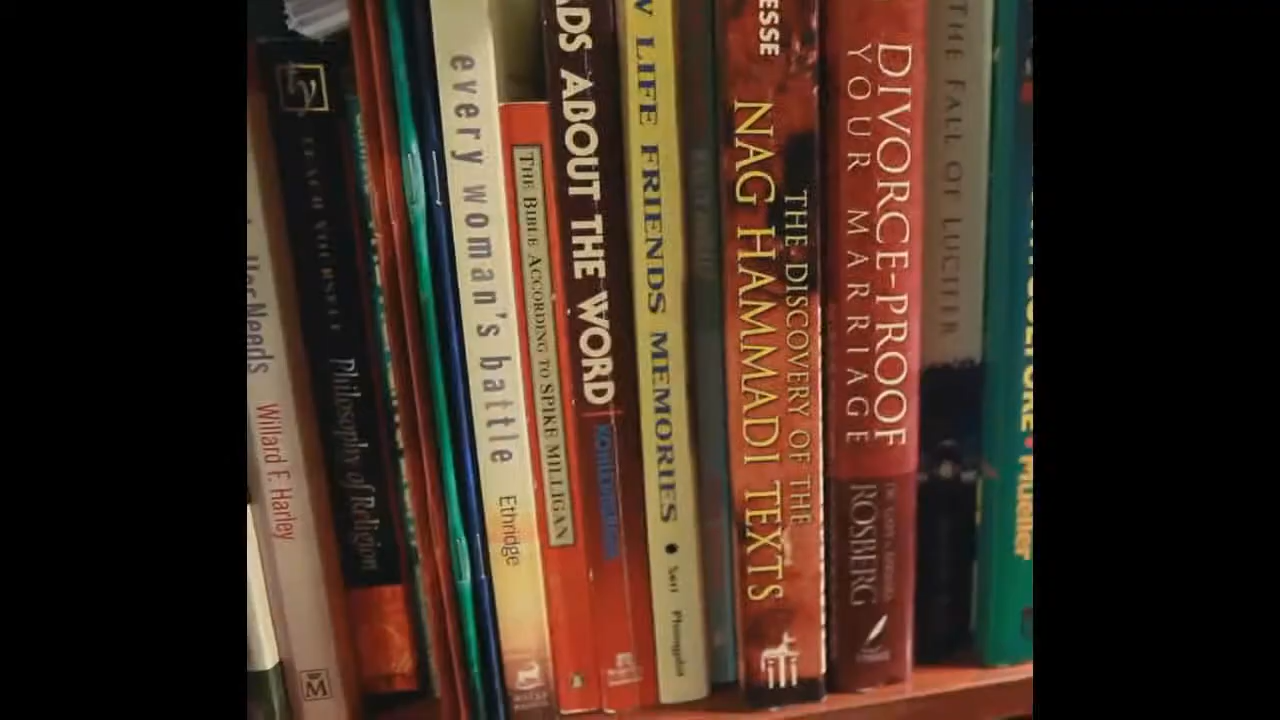 Her Needs
Willard F. Harley
M
TEACH YOURSELF
Philosophy of Religion
every woman's battle
Ethridge
THE BIBLE ACCORDING TO SPIKE MILLIGAN
ABOUT THE WORD
LIFE FRIENDS MEMORIES
ESSE
THE DISCOVERY OF THE
NAG HAMMADI TEXTS
DIVORCE-PROOF
YOUR MARRIAGE
ROSBERG
THE FALL OF LUCIFER
Mueller